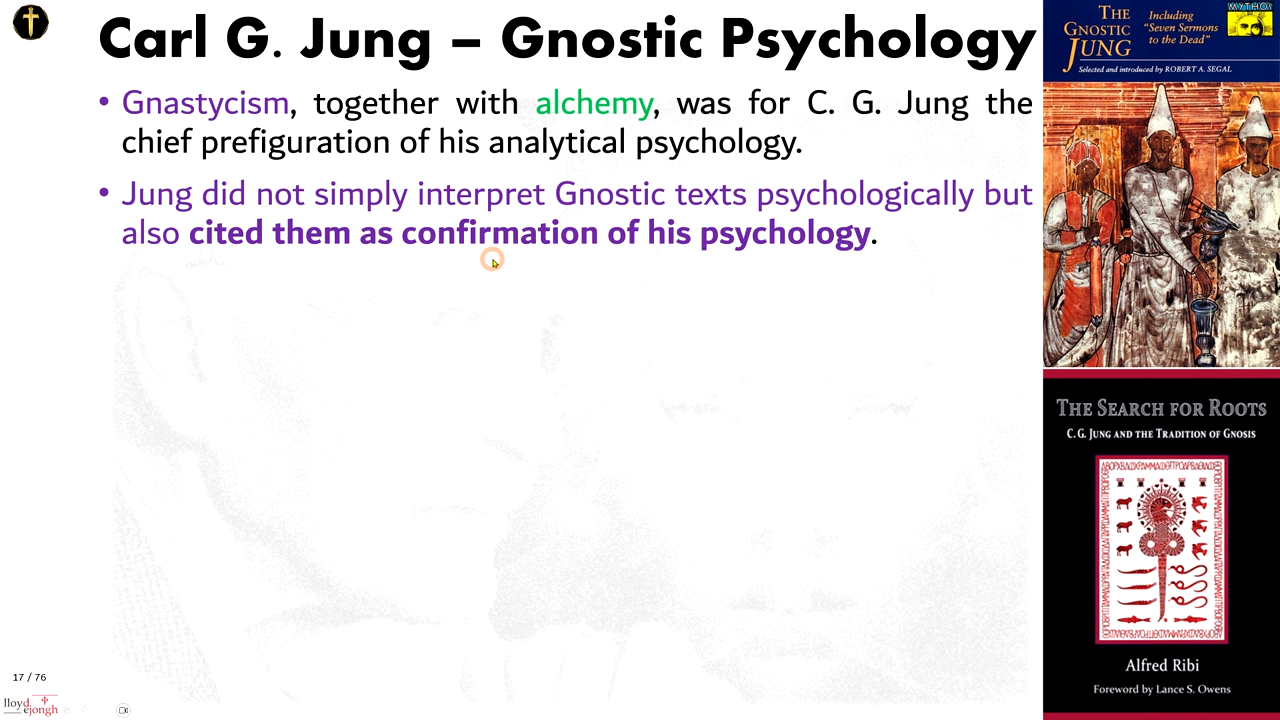 Carl G. Jung – Gnostic Psychology
• Gnastycism, together with alchemy, was for C. G. Jung the
chief prefiguration of his analytical psychology.
• Jung did not simply interpret Gnostic texts psychologically but
also cited them as confirmation of his psychology.
THE
GNOSTIC
JUNG
Including
"Seven Sermons
to the Dead"
MYTHOS
Selected and introduced by ROBERT A. SEGAL
THE SEARCH FOR ROOTS
C. G. JUNG AND THE TRADITION OF GNOSIS
Alfred Ribi
Foreword by Lance S. Owens
17 / 76
lloyd
dejongh